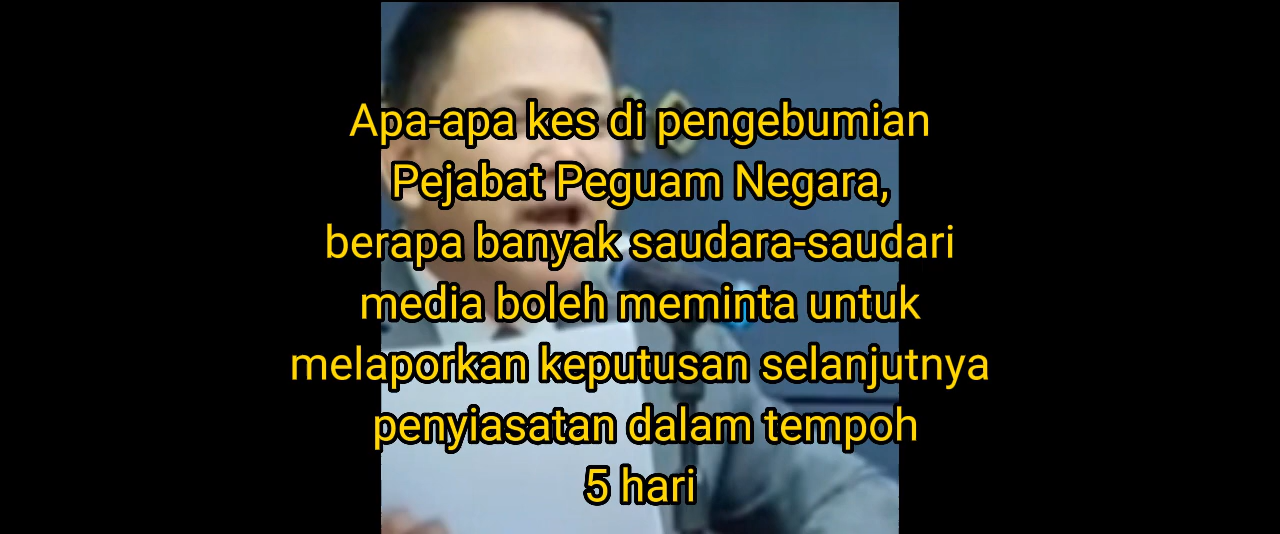 Apa-apa kes di pengebumian
Pejabat Peguam Negara,
berapa banyak saudara-saudari
media boleh meminta untuk
melaporkan keputusan selanjutnya
penyiasatan dalam tempoh
5 hari